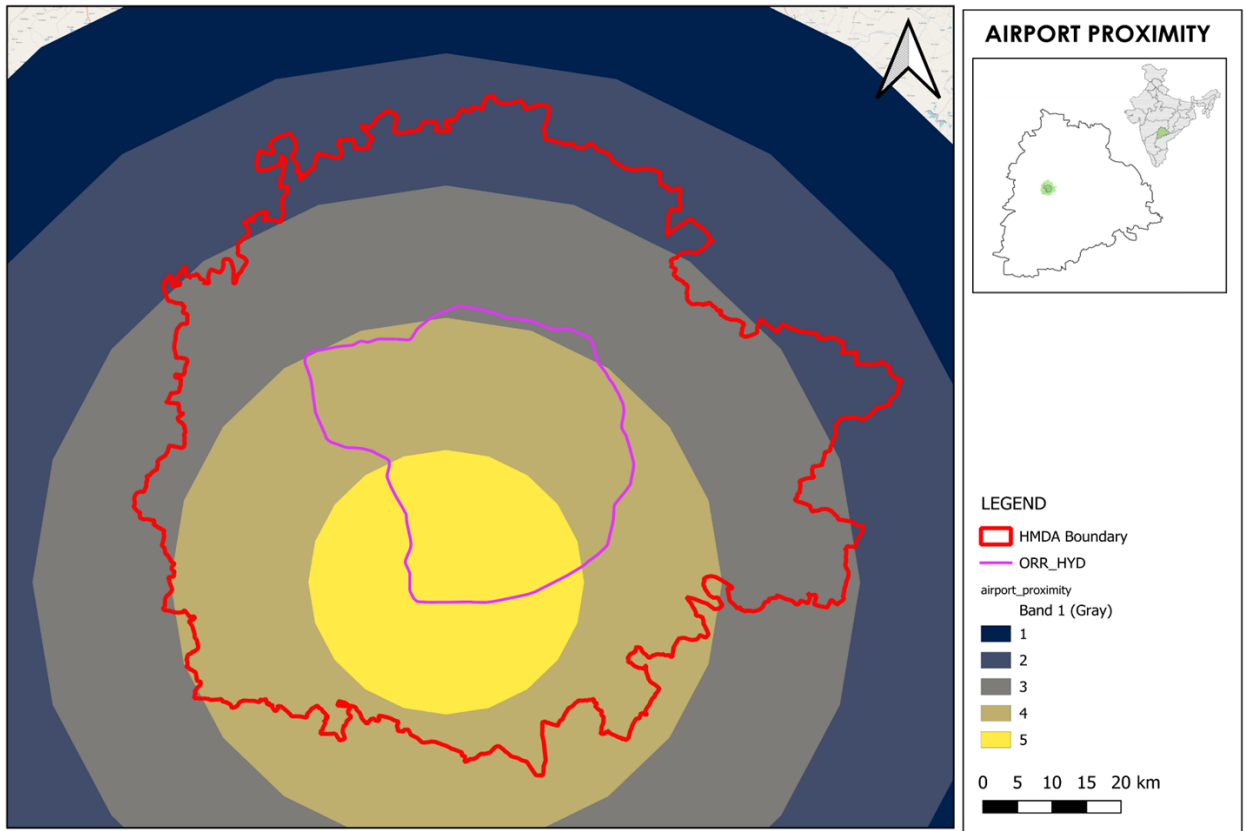 AIRPORT PROXIMITY
LEGEND
HMDA Boundary
ORR_HYD
airport_proximity
Band 1 (Gray)
1
2
3
4
5
0 5 10 15 20 km